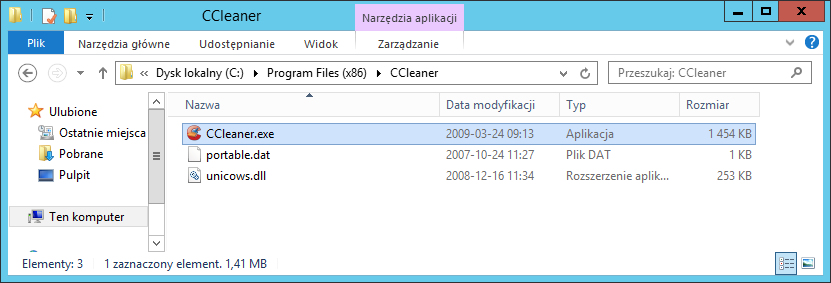 CCleaner
Narzędzia aplikacji
Plik Narzędzia główne Udostępnianie Widok Zarządzanie
« Dysk lokalny (C:) Program Files (x86) CCleaner Przeszukaj: CCleaner
Ulubione
Ostatnie miejsca
Pobrane
Pulpit
Ten komputer
Nazwa Data modyfikacji Typ Rozmiar
CCleaner.exe 2009-03-24 09:13 Aplikacja 1 454 KB
portable.dat 2007-10-24 11:27 Plik DAT 1 KB
unicows.dll 2008-12-16 11:34 Rozszerzenie aplik... 253 KB
Elementy: 3 1 zaznaczony element. 1,41 MB